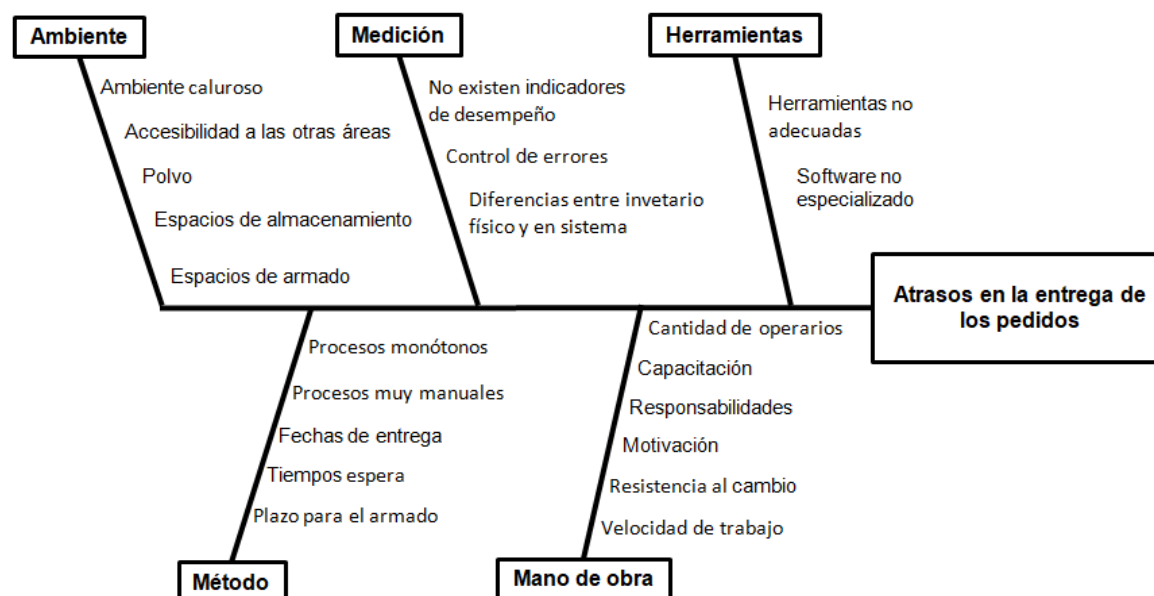 Ambiente
Medición
Herramientas
Ambiente caluroso
Accesibilidad a las otras áreas
Polvo
Espacios de almacenamiento
Espacios de armado
No existen indicadores
de desempeño
Control de errores
Diferencias entre invetario
físico y en sistema
Herramientas no
adecuadas
Software no
especializado
Atrasos en la entrega de
los pedidos
Procesos monótonos
Procesos muy manuales
Fechas de entrega
Tiempos espera
Plazo para el armado
Cantidad de operarios
Capacitación
Responsabilidades
Motivación
Resistencia al cambio
Velocidad de trabajo
Método
Mano de obra